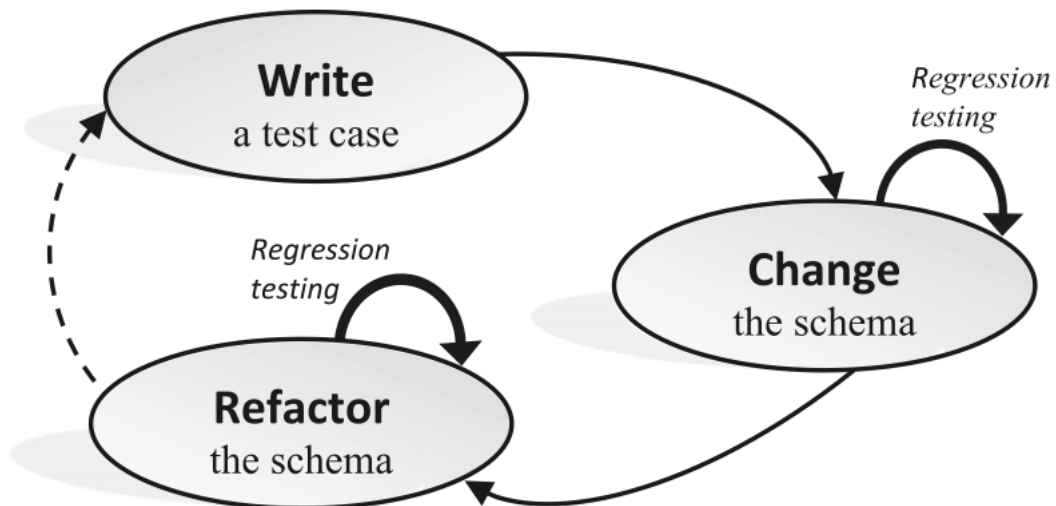 Write
a test case
Regression
testing
Change
the schema
Regression
testing
Refactor
the schema